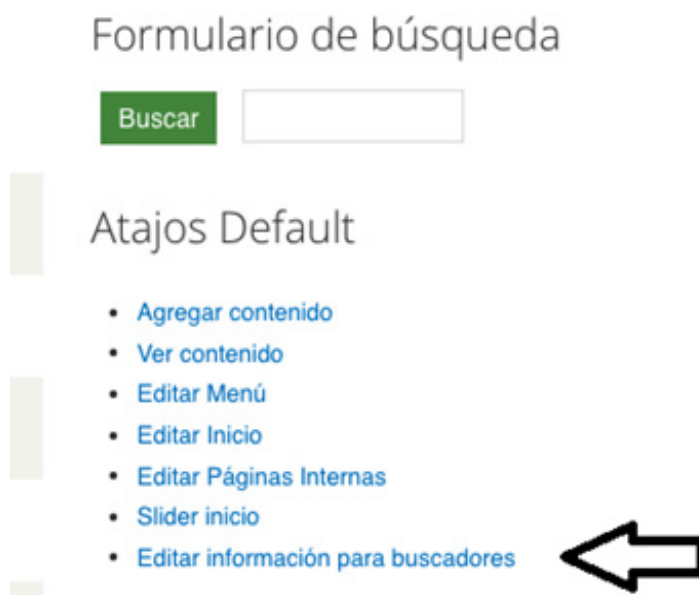 Formulario de búsqueda
Buscar
Atajos Default
Agregar contenido
Ver contenido
Editar Menú
Editar Inicio
Editar Páginas Internas
Slider inicio
Editar información para buscadores